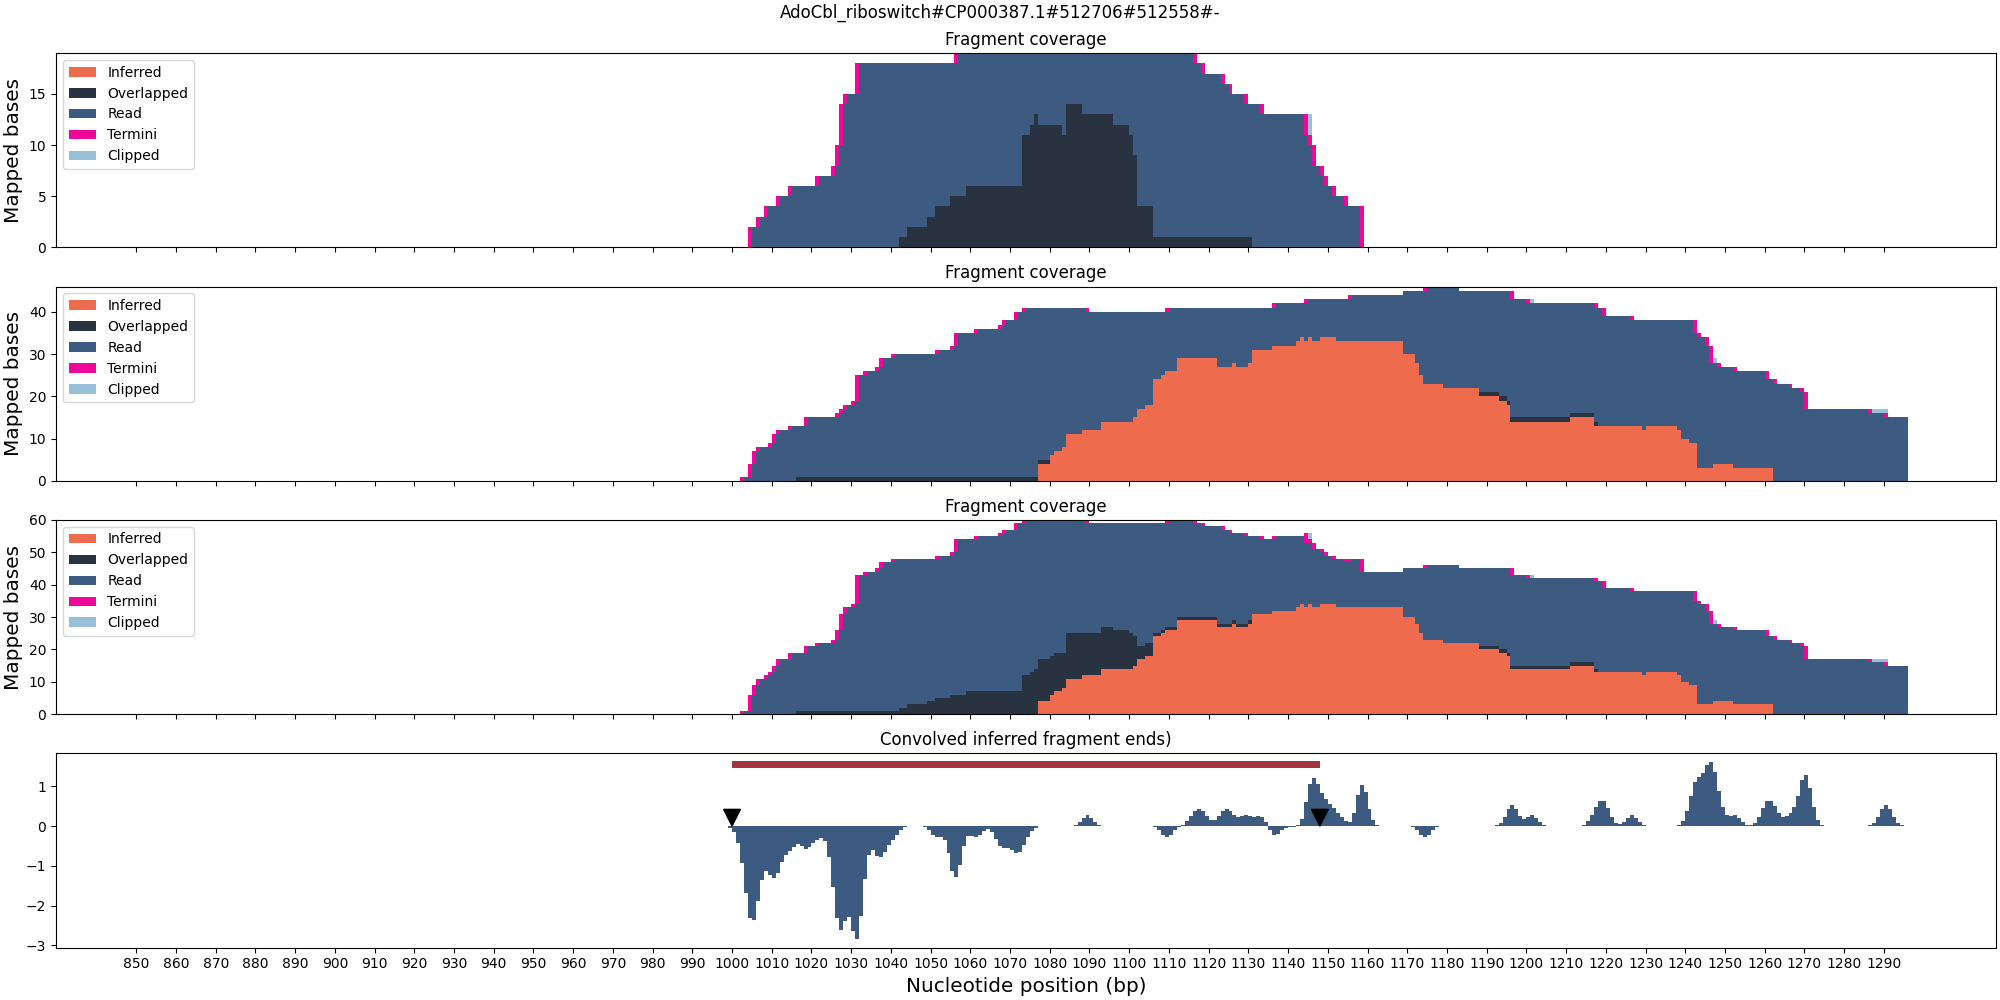 AdoCbl_riboswitch#CP000387.1#512706#512558#-
Fragment coverage
Mapped bases
15
10
5
0
Inferred
Overlapped
Read
Termini
Clipped
Fragment coverage
Mapped bases
40
30
20
10
0
Inferred
Overlapped
Read
Termini
Clipped
Fragment coverage
Mapped bases
60
50
40
30
20
10
0
Inferred
Overlapped
Read
Termini
Clipped
Convolved inferred fragment ends)
1
0
−1
−2
−3
850 860 870 880 890 900 910 920 930 940 950 960 970 980 990 1000 1010 1020 1030 1040 1050 1060 1070 1080 1090 1100 1110 1120 1130 1140 1150 1160 1170 1180 1190 1200 1210 1220 1230 1240 1250 1260 1270 1280 1290
Nucleotide position (bp)